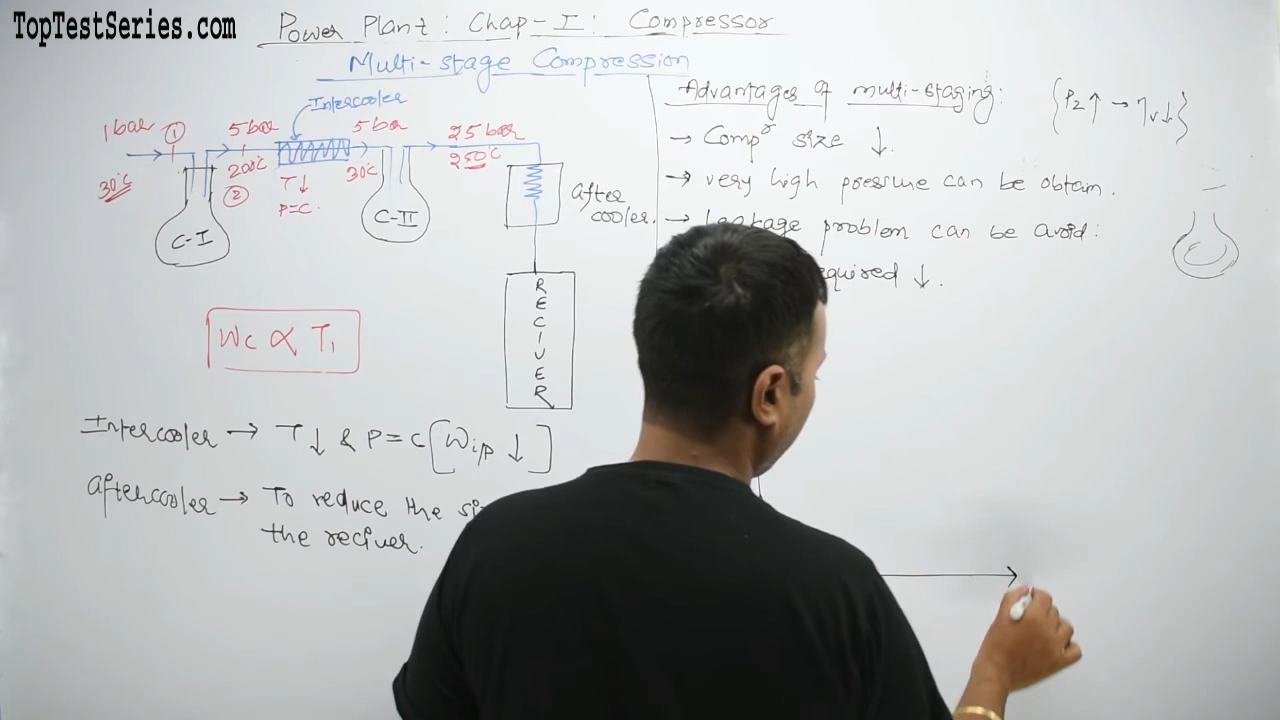 TopTestSeries.com
Power Plant : Chap-I : Compressor
Multi-stage Compression
Intercooler
1 bar
①
5 bar
5 bar
25 bar
30°C
200°C
②
T↓
P=C
30°C
250°C
C-I
C-II
After
cooler.
RECIVER
Wc ∝ T₁
Intercooler → T↓ & P=C [Wi/p ↓]
Aftercooler → To reduce the
the reciver.
Advantages of multi-staging:
{P2↑ → ηv↓}
→ Compr size ↓.
→ very high pressure can be obtain.
→ Leakage problem can be avoid:
required ↓.